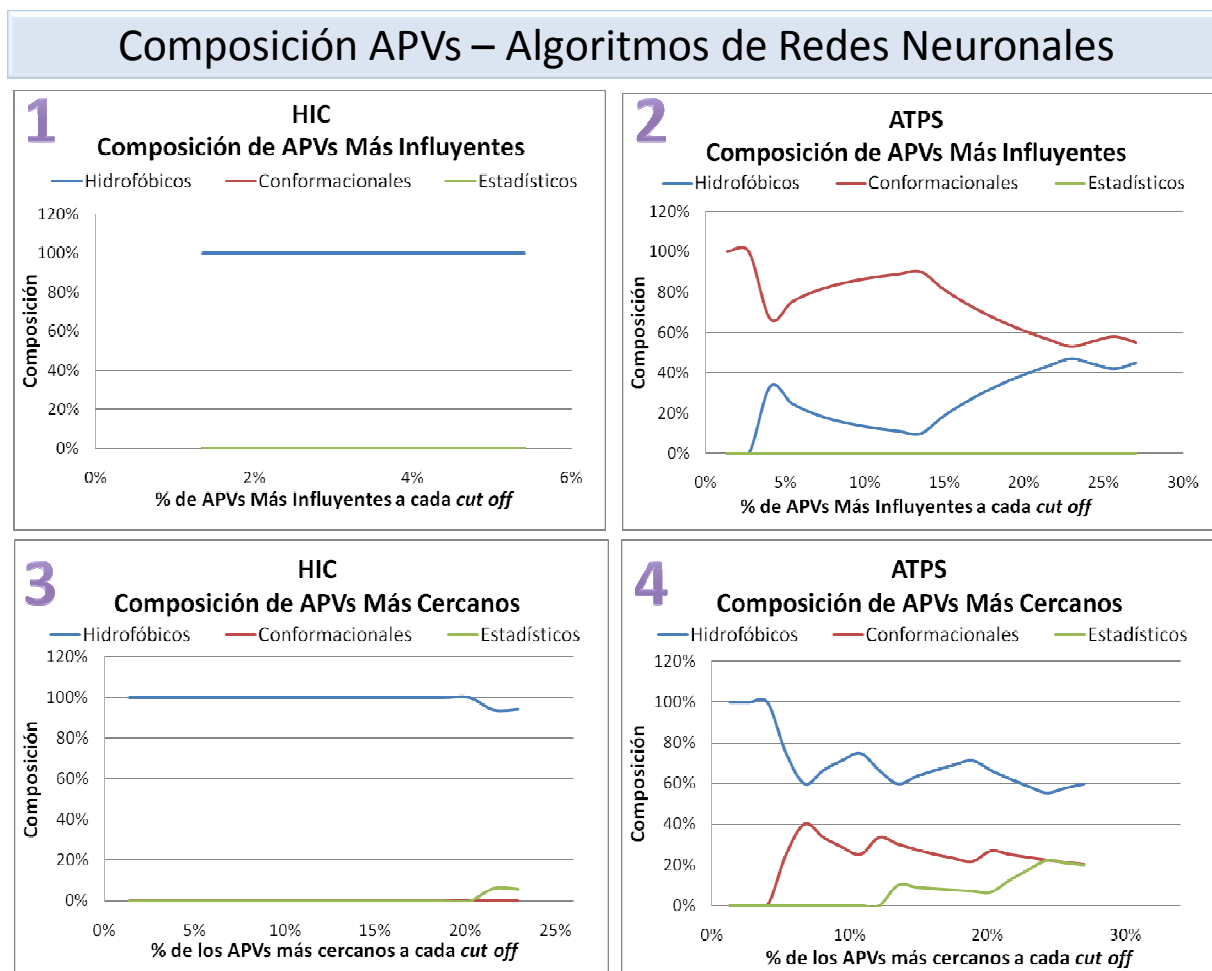 Composición APVs – Algoritmos de Redes Neuronales
1
HIC
Composición de APVs Más Influyentes
Hidrofóbicos Conformacionales Estadísticos
120%
100%
80%
60%
40%
20%
0%
Composición
0% 2% 4% 6%
% de APVs Más Influyentes a cada cut off
2
ATPS
Composición de APVs Más Influyentes
Hidrofóbicos Conformacionales Estadísticos
120%
100%
80%
60%
40%
20%
0%
Composición
0% 5% 10% 15% 20% 25% 30%
% de APVs Más Influyentes a cada cut off
3
HIC
Composición de APVs Más Cercanos
Hidrofóbicos Conformacionales Estadísticos
120%
100%
80%
60%
40%
20%
0%
Composición
0% 5% 10% 15% 20% 25%
% de los APVs más cercanos a cada cut off
4
ATPS
Composición de APVs Más Cercanos
Hidrofóbicos Conformacionales Estadísticos
120%
100%
80%
60%
40%
20%
0%
Composición
0% 10% 20% 30%
% de los APVs más cercanos a cada cut off